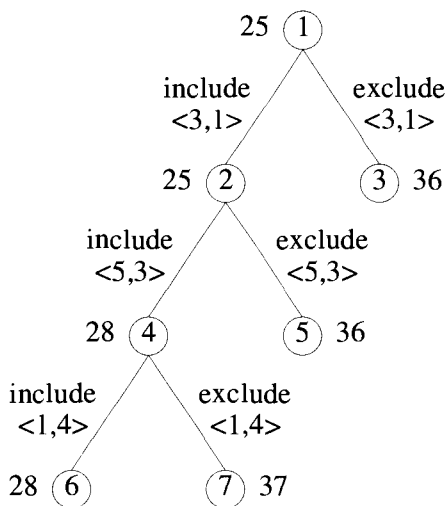 25 1
include exclude
<3,1> <3,1>
25 2 3 36
include exclude
<5,3> <5,3>
28 4 5 36
include exclude
<1,4> <1,4>
28 6 7 37